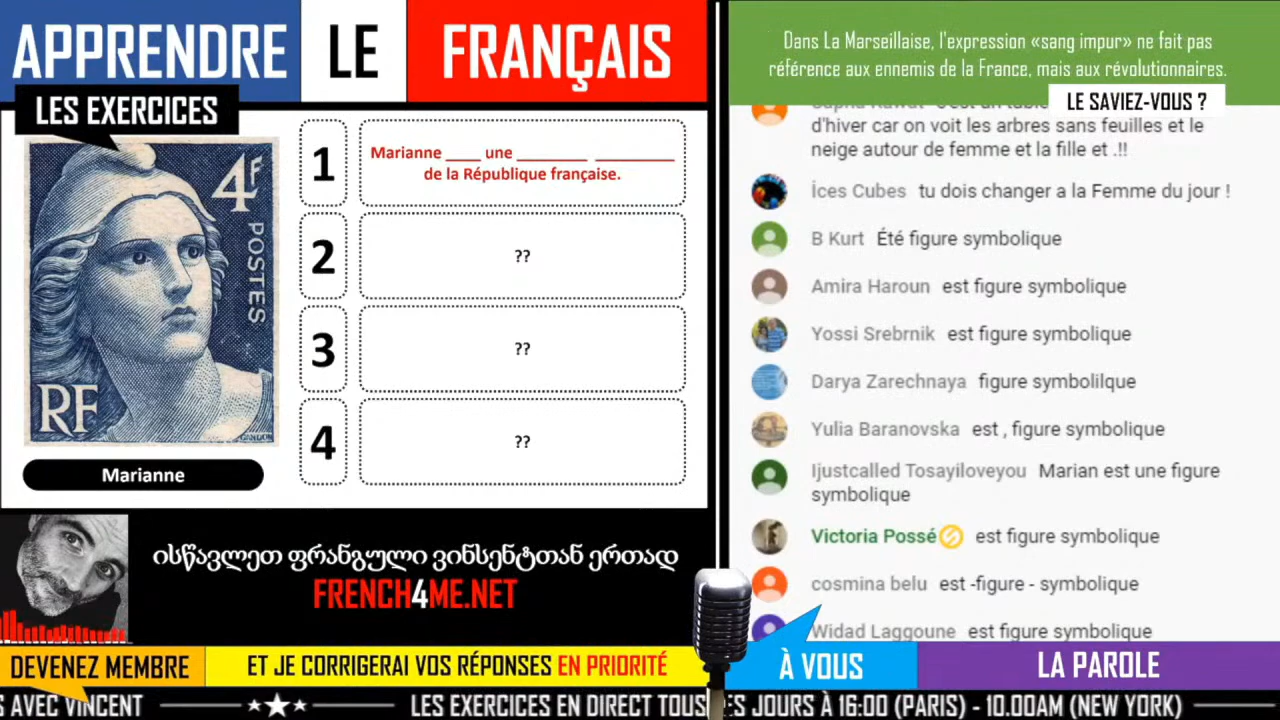 APPRENDRE LE FRANÇAIS
LES EXERCICES
4F
POSTES
RF
GANDON
Marianne
1
Marianne ____ une ________ _________
de la République française.
2
??
3
??
4
??
ისწავლეთ ფრანგული ვინსენტთან ერთად
FRENCH4ME.NET
DEVENEZ MEMBRE
ET JE CORRIGERAI VOS RÉPONSES EN PRIORITÉ
Dans La Marseillaise, l'expression «sang impur» ne fait pas
référence aux ennemis de la France, mais aux révolutionnaires.
LE SAVIEZ-VOUS ?
d'hiver car on voit les arbres sans feuilles et le
neige autour de femme et la fille et .!!
İces Cubes tu dois changer a la Femme du jour !
B Kurt Été figure symbolique
Amira Haroun est figure symbolique
Yossi Srebrnik est figure symbolique
Darya Zarechnaya figure symbolilque
Yulia Baranovska est , figure symbolique
Ijustcalled Tosayiloveyou Marian est une figure
symbolique
Victoria Possé est figure symbolique
cosmina belu est -figure - symbolique
Widad Laggoune est figure symbolique
À VOUS
LA PAROLE
S AVEC VINCENT
LES EXERCICES EN DIRECT TOUS LES JOURS À 16:00 (PARIS) - 10.00AM (NEW YORK)